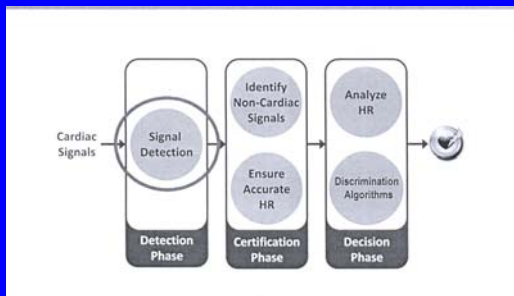 Cardiac
Signals
Signal
Detection
Detection
Phase
Identify
Non-Cardiac
Signals
Ensure
Accurate
HR
Certification
Phase
Analyze
HR
Discrimination
Algorithms
Decision
Phase